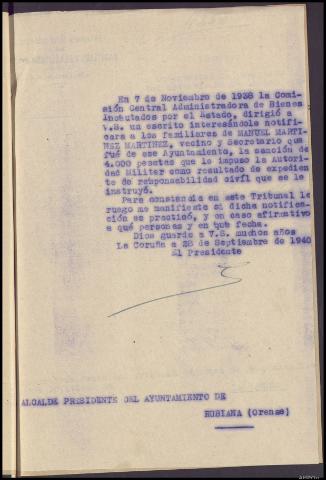 En 7 de Noviembre de 1938 la Comi-
sión Central Administradora de Bienes
Incautados por el Estado, dirigió a
V.S. un escrito interesándole notifi-
cara a los familiares de MANUEL MARTI-
NEZ MARTINEZ, vecino y Secretario que
fué de ese Ayuntamiento, la sanción de
4.000 pesetas que le impuso la Autori-
dad Militar como resultado de expedien
te de responsabilidad civil que se le
instruyó.
Para constancia en este Tribunal le
ruego me manifieste si dicha notifica-
ción se practicó, y en caso afirmativo
a qué personas y en que fecha.
Dios guarde a V.S. muchos años
La Coruña a 28 de Septiembre de 1940
El Presidente
ALCALDE PRESIDENTE DEL AYUNTAMIENTO DE
RUBIANA (Orense)